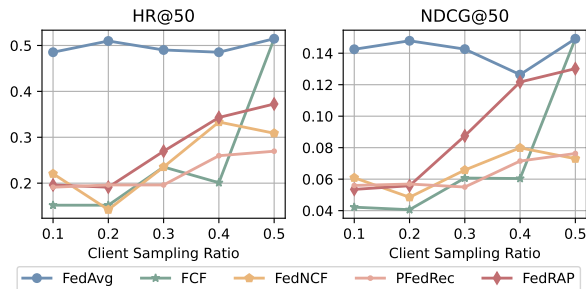 HR@50
NDCG@50
0.5
0.4
0.3
0.2
0.14
0.12
0.10
0.08
0.06
0.04
0.1 0.2 0.3 0.4 0.5
0.1 0.2 0.3 0.4 0.5
Client Sampling Ratio
Client Sampling Ratio
FedAvg FCF FedNCF PFedRec FedRAP